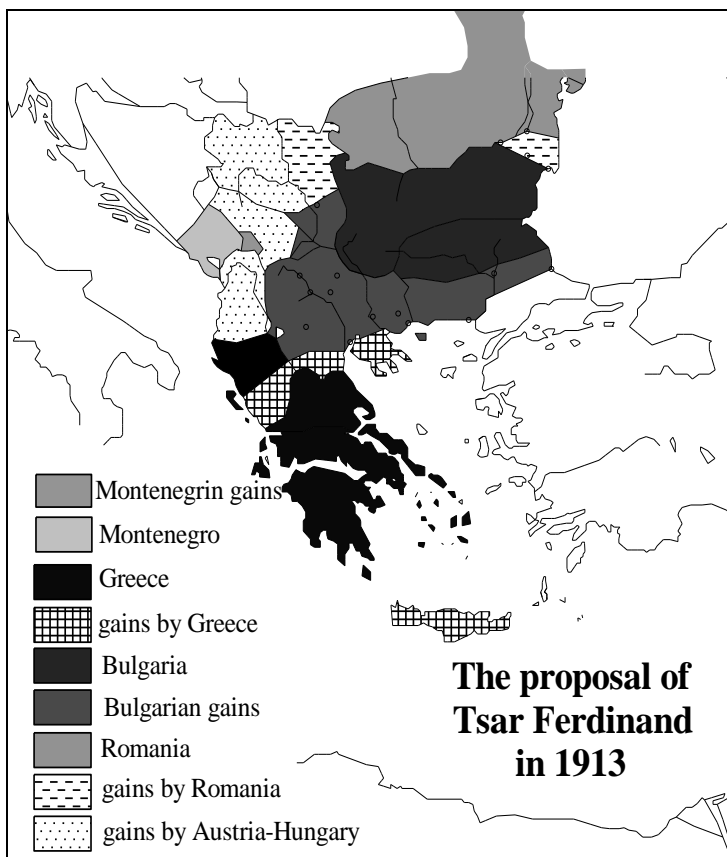 Montenegrin gains
Montenegro
Greece
gains by Greece
Bulgaria
Bulgarian gains
Romania
gains by Romania
gains by Austria-Hungary
The proposal of
Tsar Ferdinand
in 1913